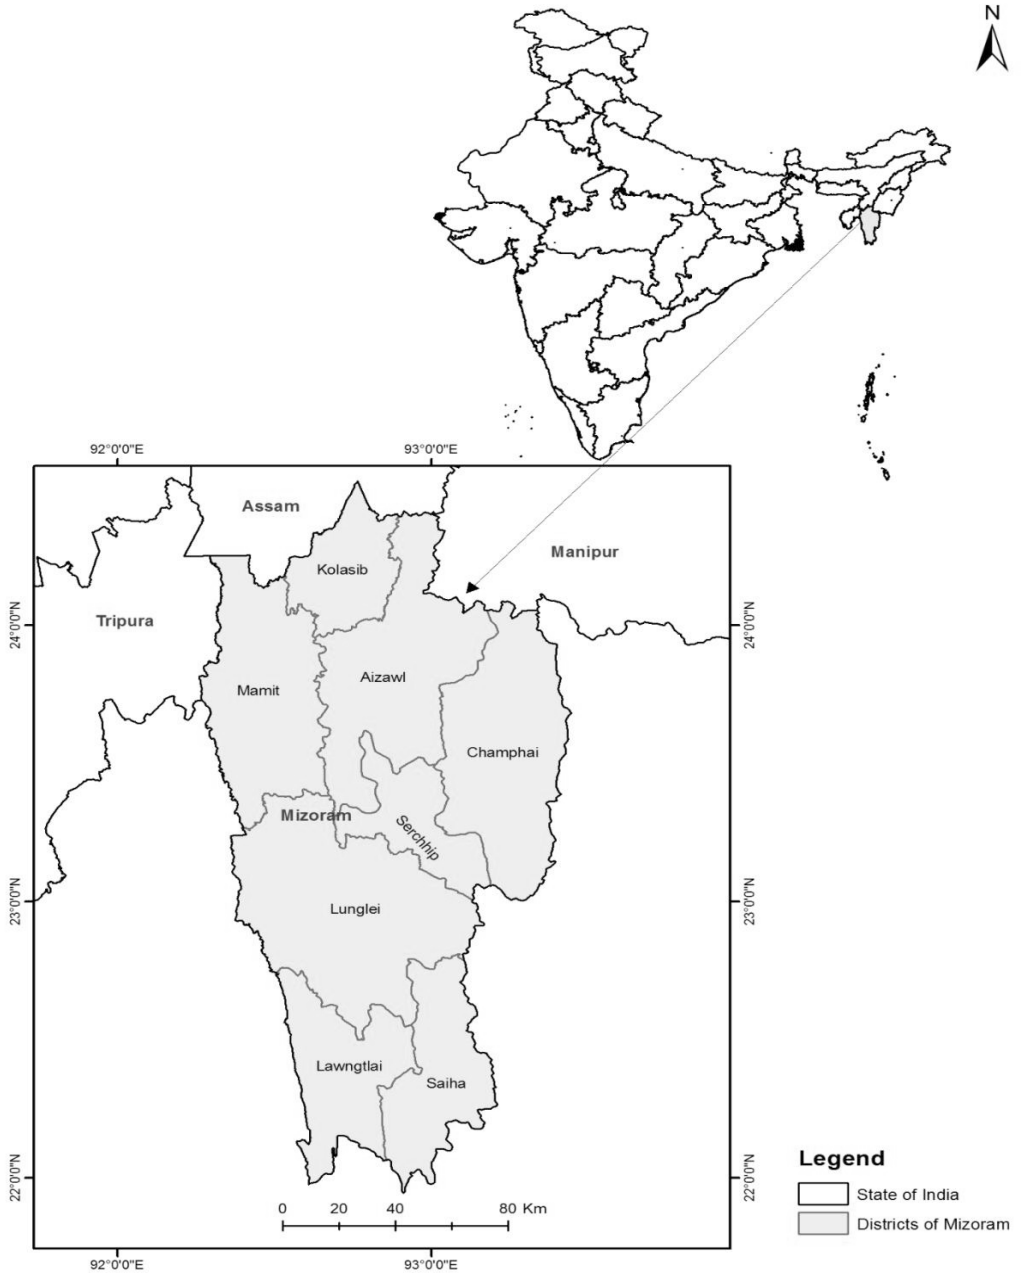 N
92°0'0"E
93°0'0"E
Assam
Manipur
Kolasib
24°0'0"N
24°0'0"N
Tripura
Aizawl
Mamit
Champhai
Mizoram
Serchhip
23°0'0"N
23°0'0"N
Lunglei
Lawngtlai
Saiha
22°0'0"N
22°0'0"N
0 20 40 80 Km
92°0'0"E
93°0'0"E
Legend
State of India
Districts of Mizoram